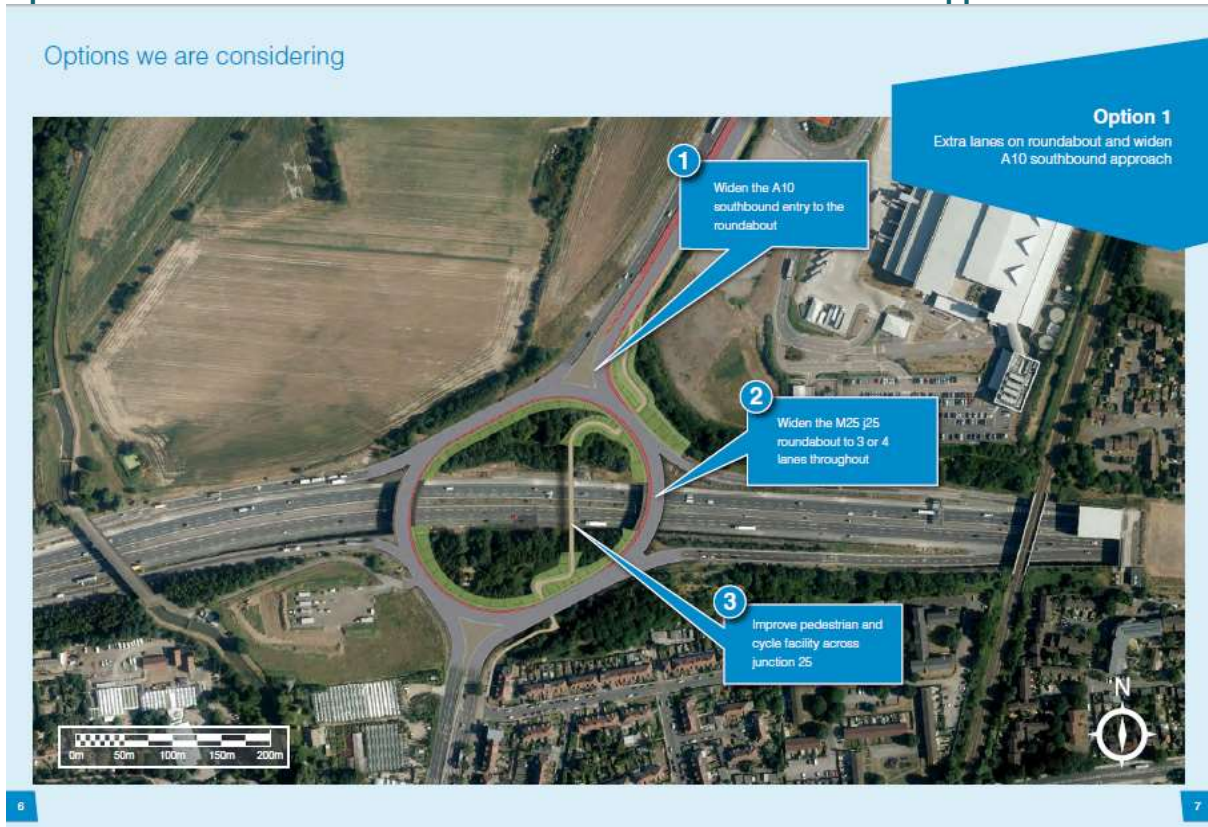 Options we are considering
Option 1
Extra lanes on roundabout and widen
A10 southbound approach
1
Widen the A10
southbound entry to the
roundabout
2
Widen the M25 j25
roundabout to 3 or 4
lanes throughout
3
Improve pedestrian and
cycle facility across
junction 25
N
0m 50m 100m 150m 200m
6
7